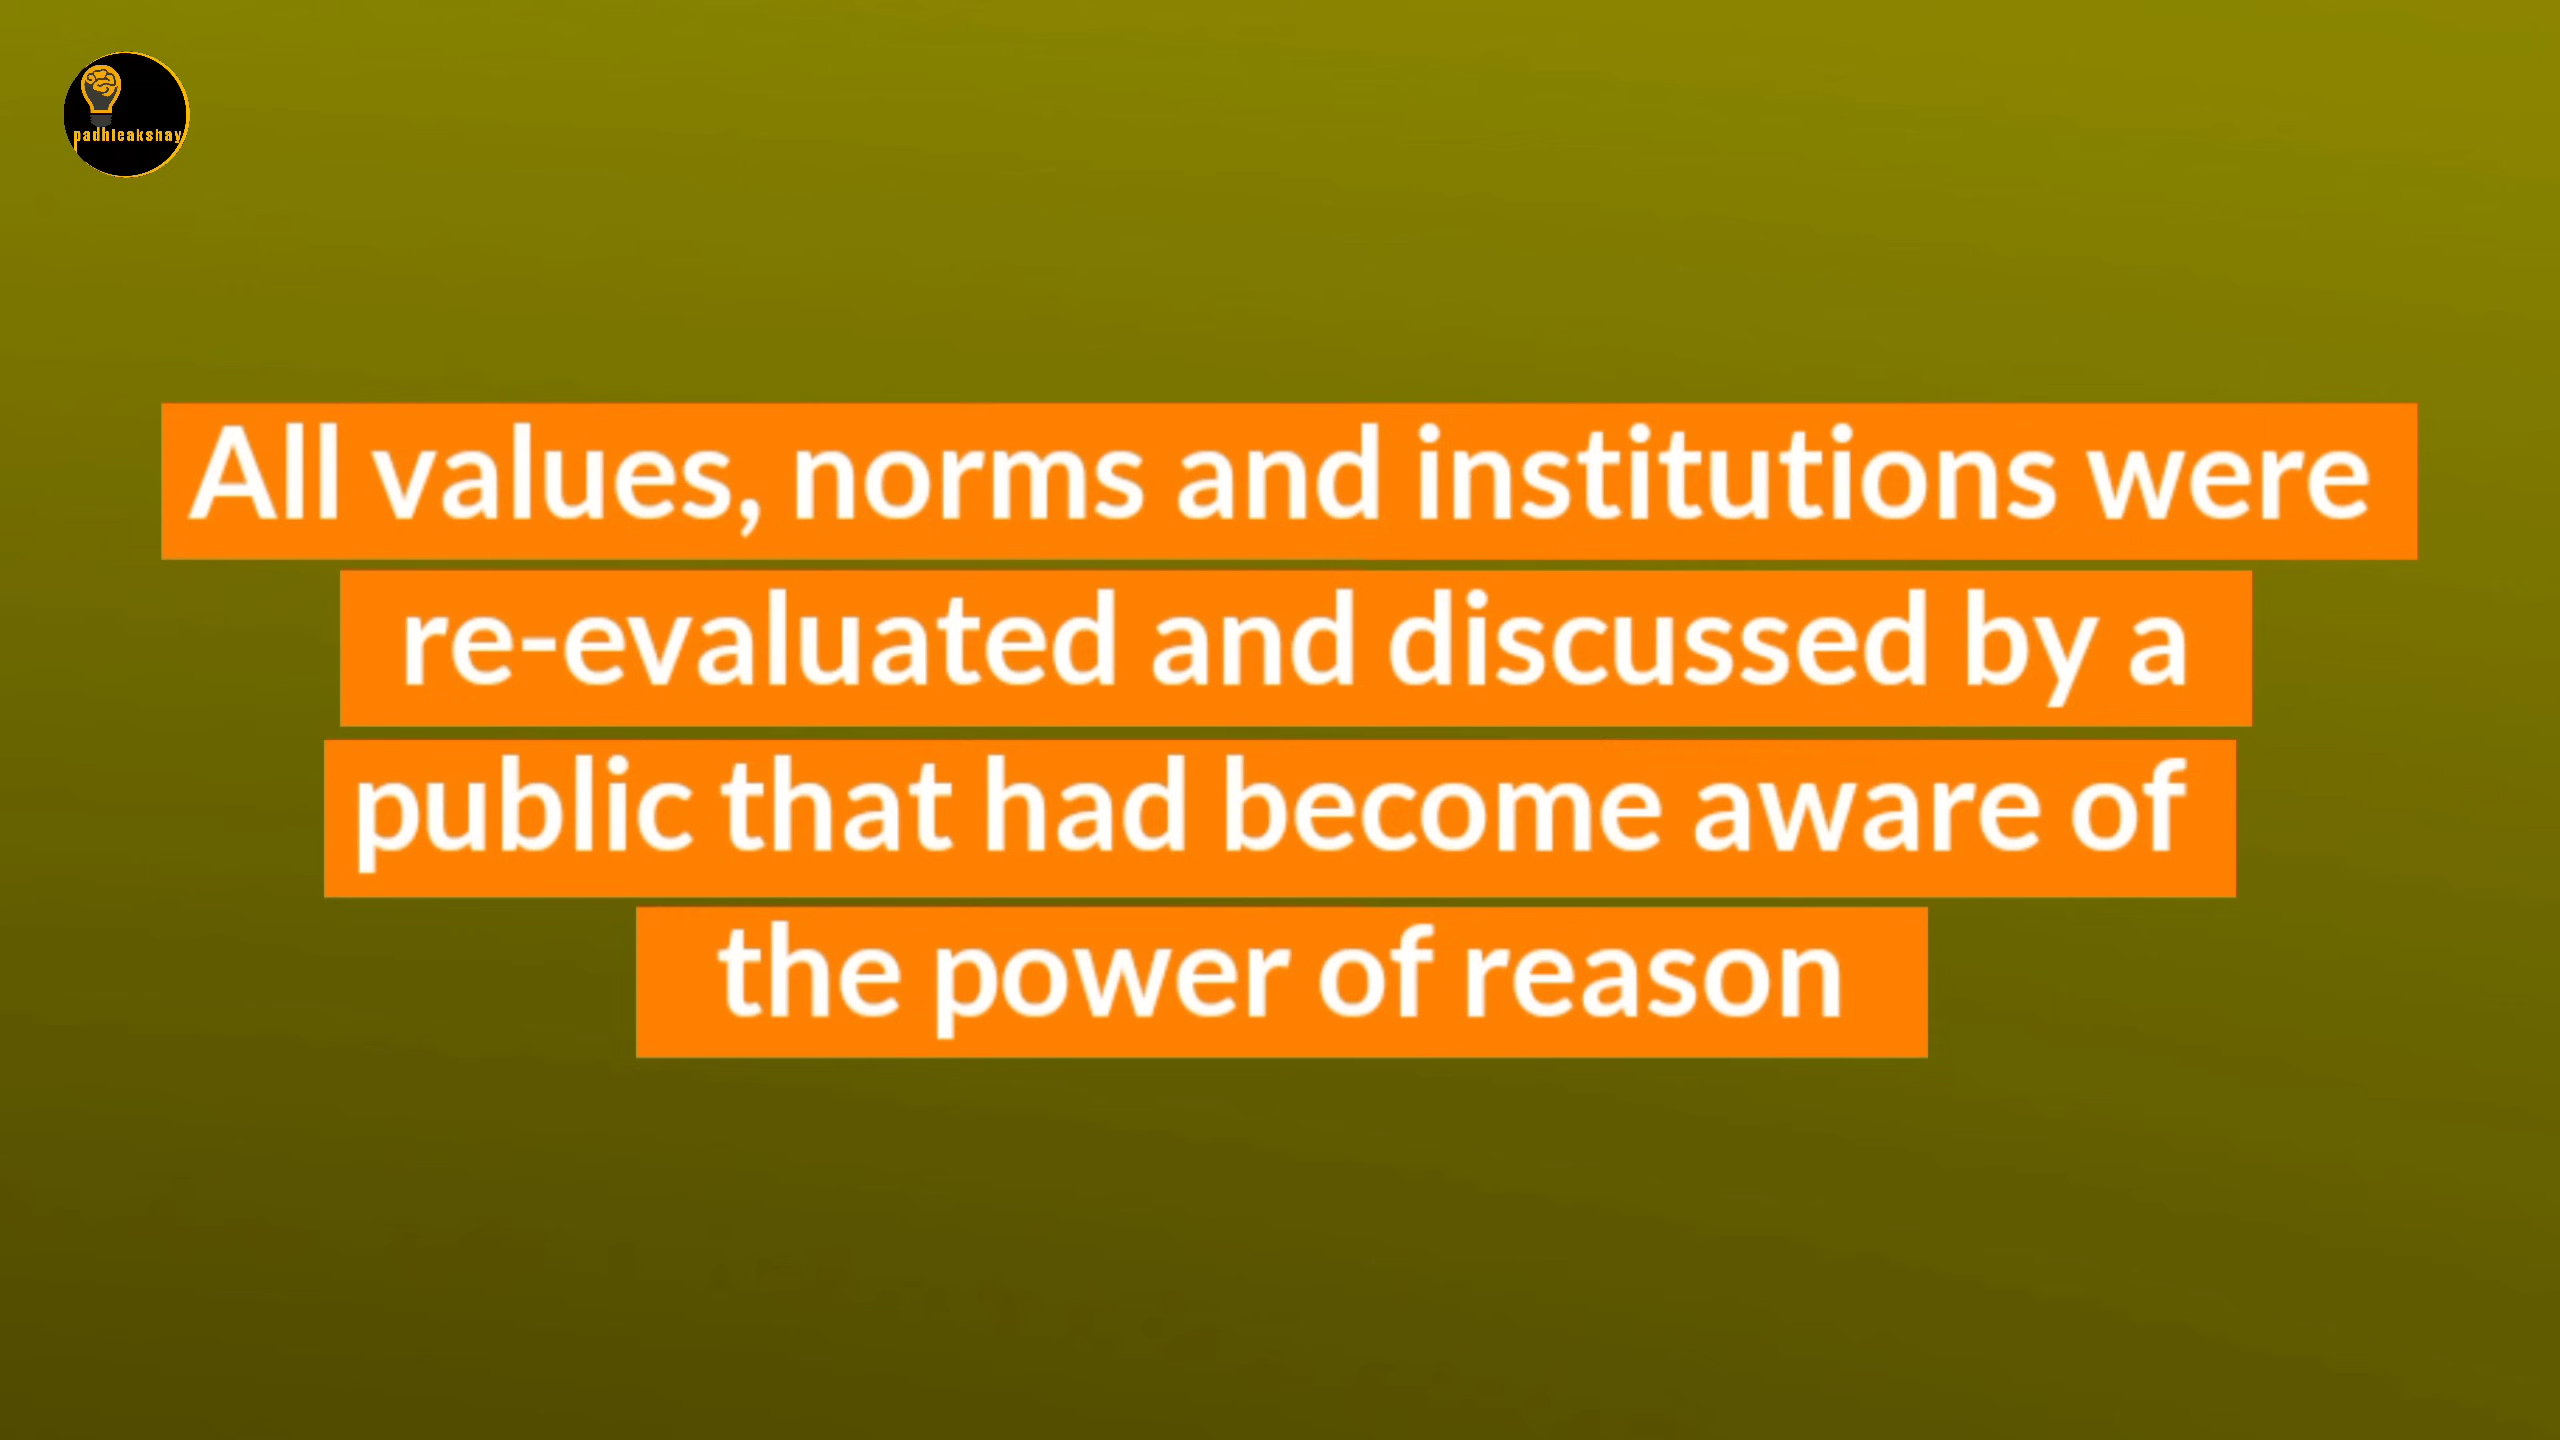 padhleakshay
All values, norms and institutions were
re-evaluated and discussed by a
public that had become aware of
the power of reason